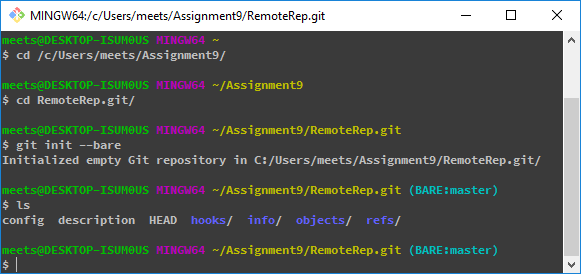 MINGW64:/c/Users/meets/Assignment9/RemoteRep.git
meets@DESKTOP-ISUM0US MINGW64 ~
$ cd /c/Users/meets/Assignment9/
meets@DESKTOP-ISUM0US MINGW64 ~/Assignment9
$ cd RemoteRep.git/
meets@DESKTOP-ISUM0US MINGW64 ~/Assignment9/RemoteRep.git
$ git init --bare
Initialized empty Git repository in C:/Users/meets/Assignment9/RemoteRep.git/
meets@DESKTOP-ISUM0US MINGW64 ~/Assignment9/RemoteRep.git (BARE:master)
$ ls
config  description  HEAD  hooks/  info/  objects/  refs/
meets@DESKTOP-ISUM0US MINGW64 ~/Assignment9/RemoteRep.git (BARE:master)
$